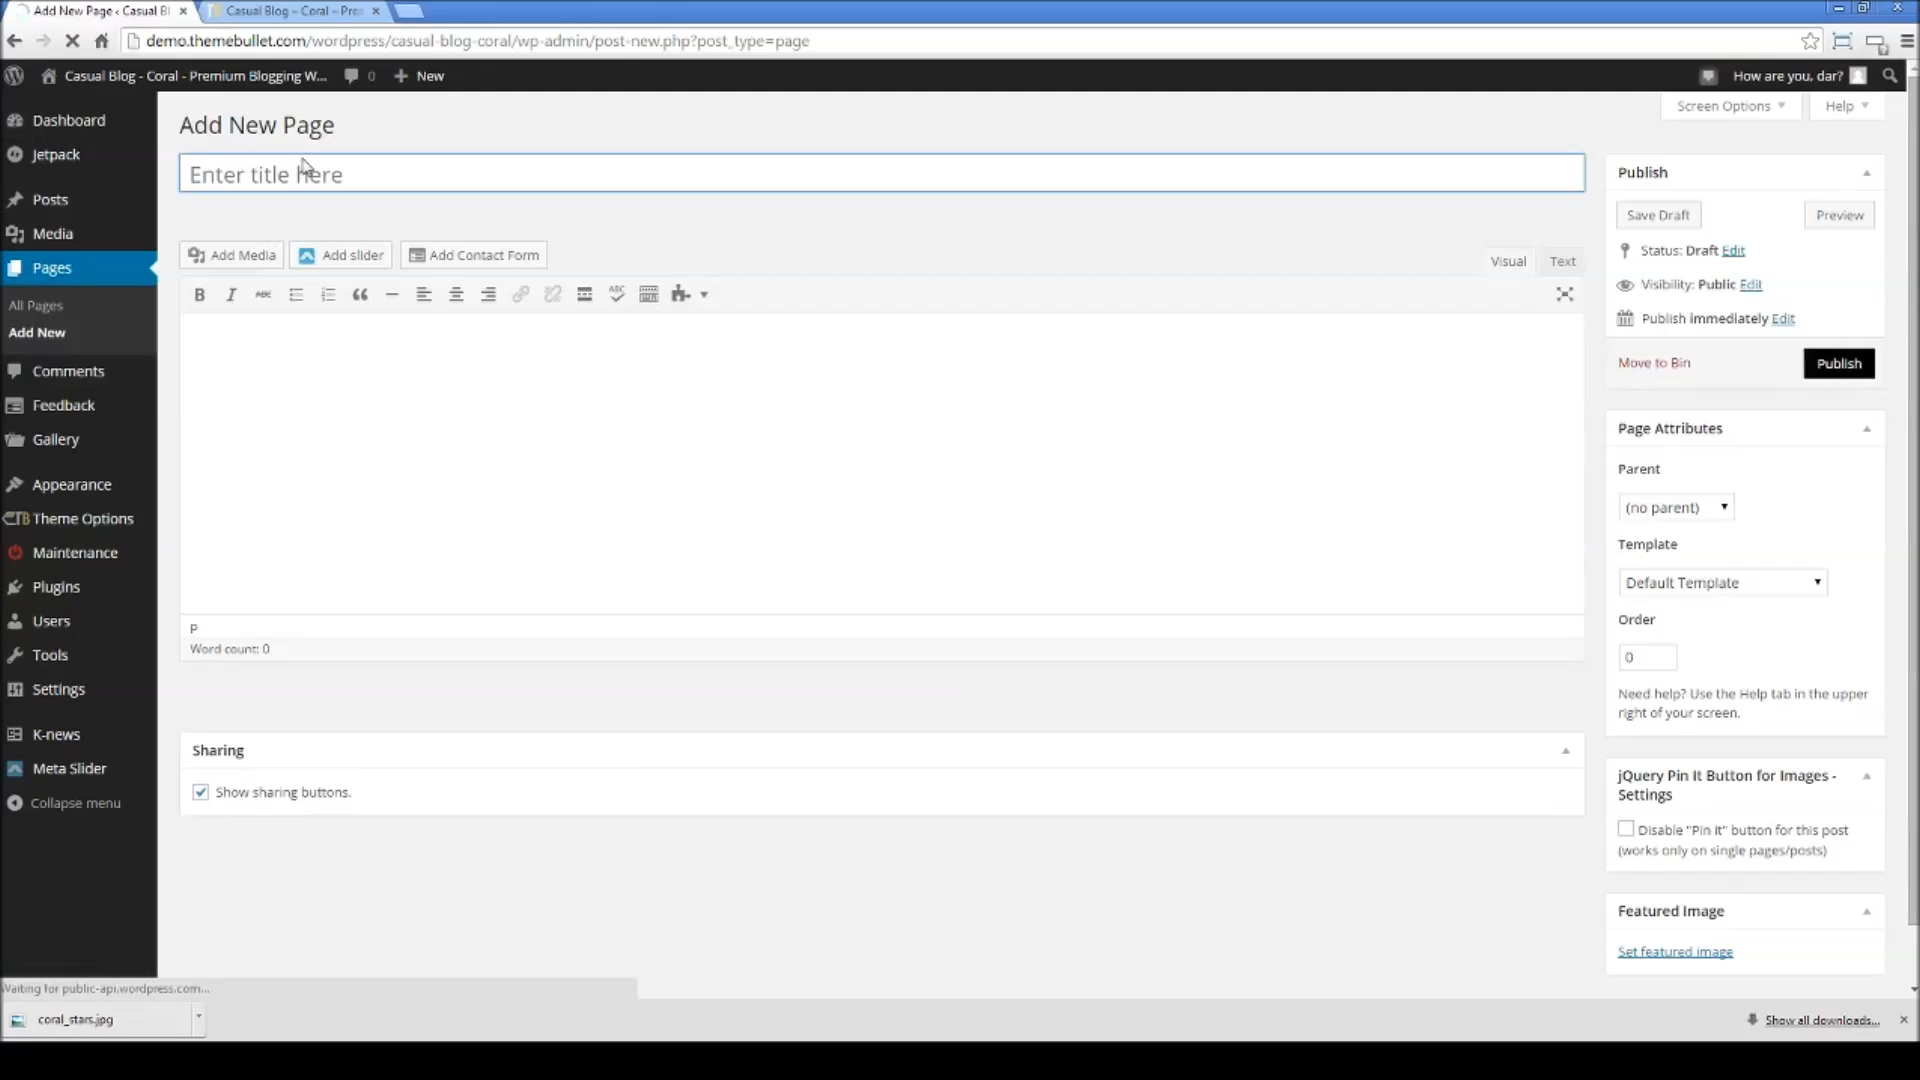 Add New Page ‹ Casual Bl
Casual Blog – Coral – Pre
demo.themebullet.com/wordpress/casual-blog-coral/wp-admin/post-new.php?post_type=page
Casual Blog - Coral - Premium Blogging W...
0
New
How are you, dar?
Dashboard
Jetpack
Posts
Media
Pages
All Pages
Add New
Comments
Feedback
Gallery
Appearance
TB Theme Options
Maintenance
Plugins
Users
Tools
Settings
K-news
Meta Slider
Collapse menu
Screen Options
Help
Add New Page
Enter title here
Add Media
Add slider
Add Contact Form
Visual
Text
B
I
ABC
ABC
P
Word count: 0
Sharing
Show sharing buttons.
Publish
Save Draft
Preview
Status: Draft Edit
Visibility: Public Edit
Publish immediately Edit
Move to Bin
Publish
Page Attributes
Parent
(no parent)
Template
Default Template
Order
0
Need help? Use the Help tab in the upper
right of your screen.
jQuery Pin It Button for Images -
Settings
Disable "Pin It" button for this post
(works only on single pages/posts)
Featured Image
Set featured image
Waiting for public-api.wordpress.com...
coral_stars.jpg
Show all downloads...